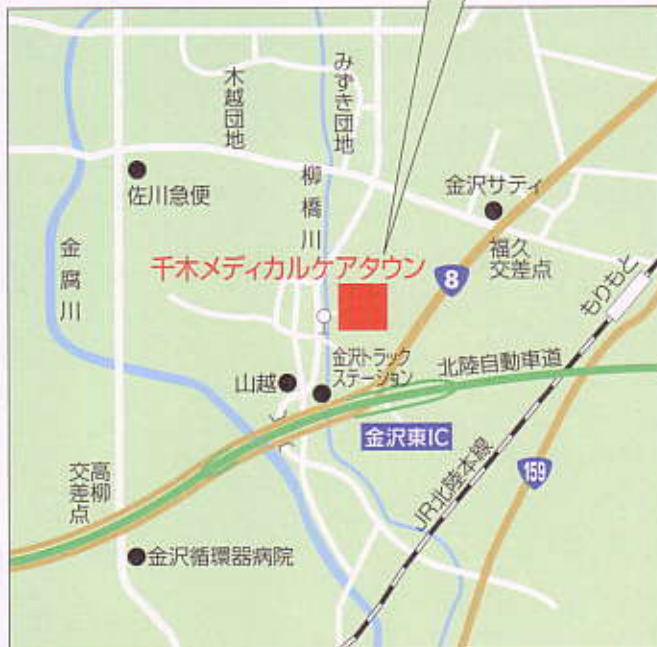 木越団地
みずき団地
佐川急便
柳橋川
金沢サティ
金腐川
千木メディカルケアタウン
福久
交差点
8
もりもと
金沢トラック
ステーション
山越
北陸自動車道
金沢東IC
高柳
交差点
JR北陸本線
159
金沢循環器病院